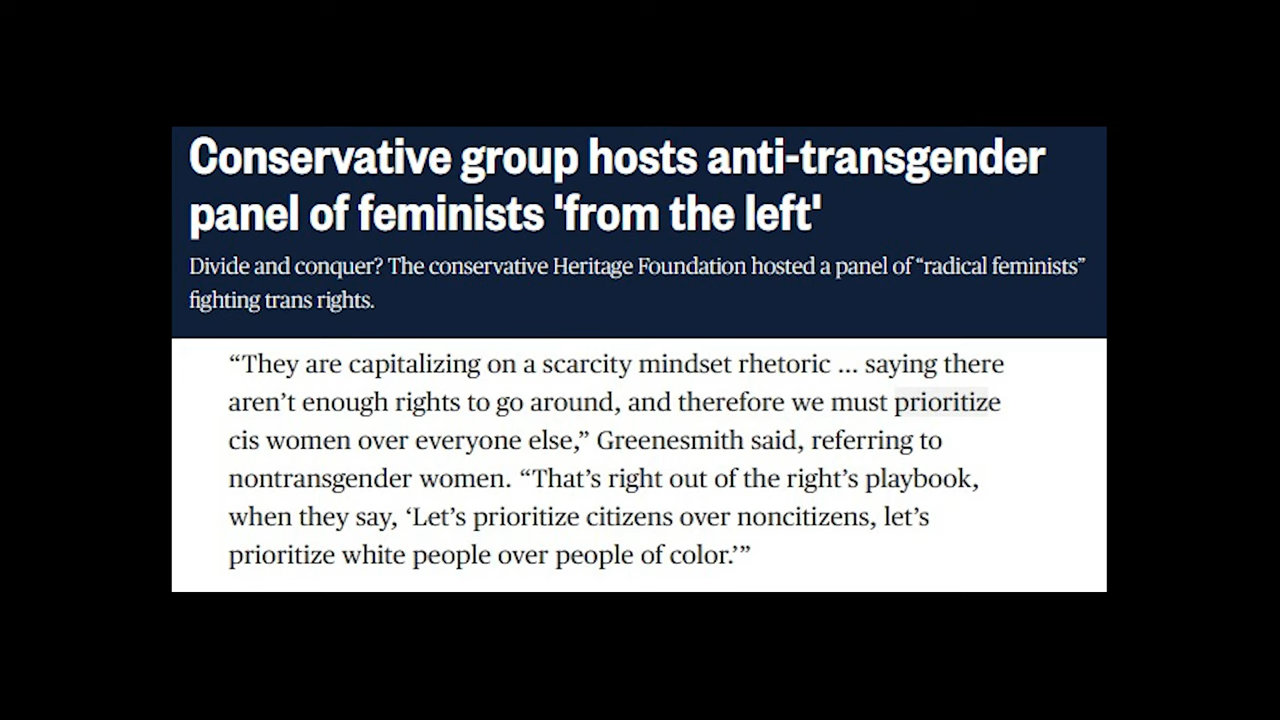 Conservative group hosts anti-transgender
panel of feminists 'from the left'
Divide and conquer? The conservative Heritage Foundation hosted a panel of “radical feminists”
fighting trans rights.
“They are capitalizing on a scarcity mindset rhetoric ... saying there
aren’t enough rights to go around, and therefore we must prioritize
cis women over everyone else,” Greenesmith said, referring to
nontransgender women. “That’s right out of the right’s playbook,
when they say, ‘Let’s prioritize citizens over noncitizens, let’s
prioritize white people over people of color.’”